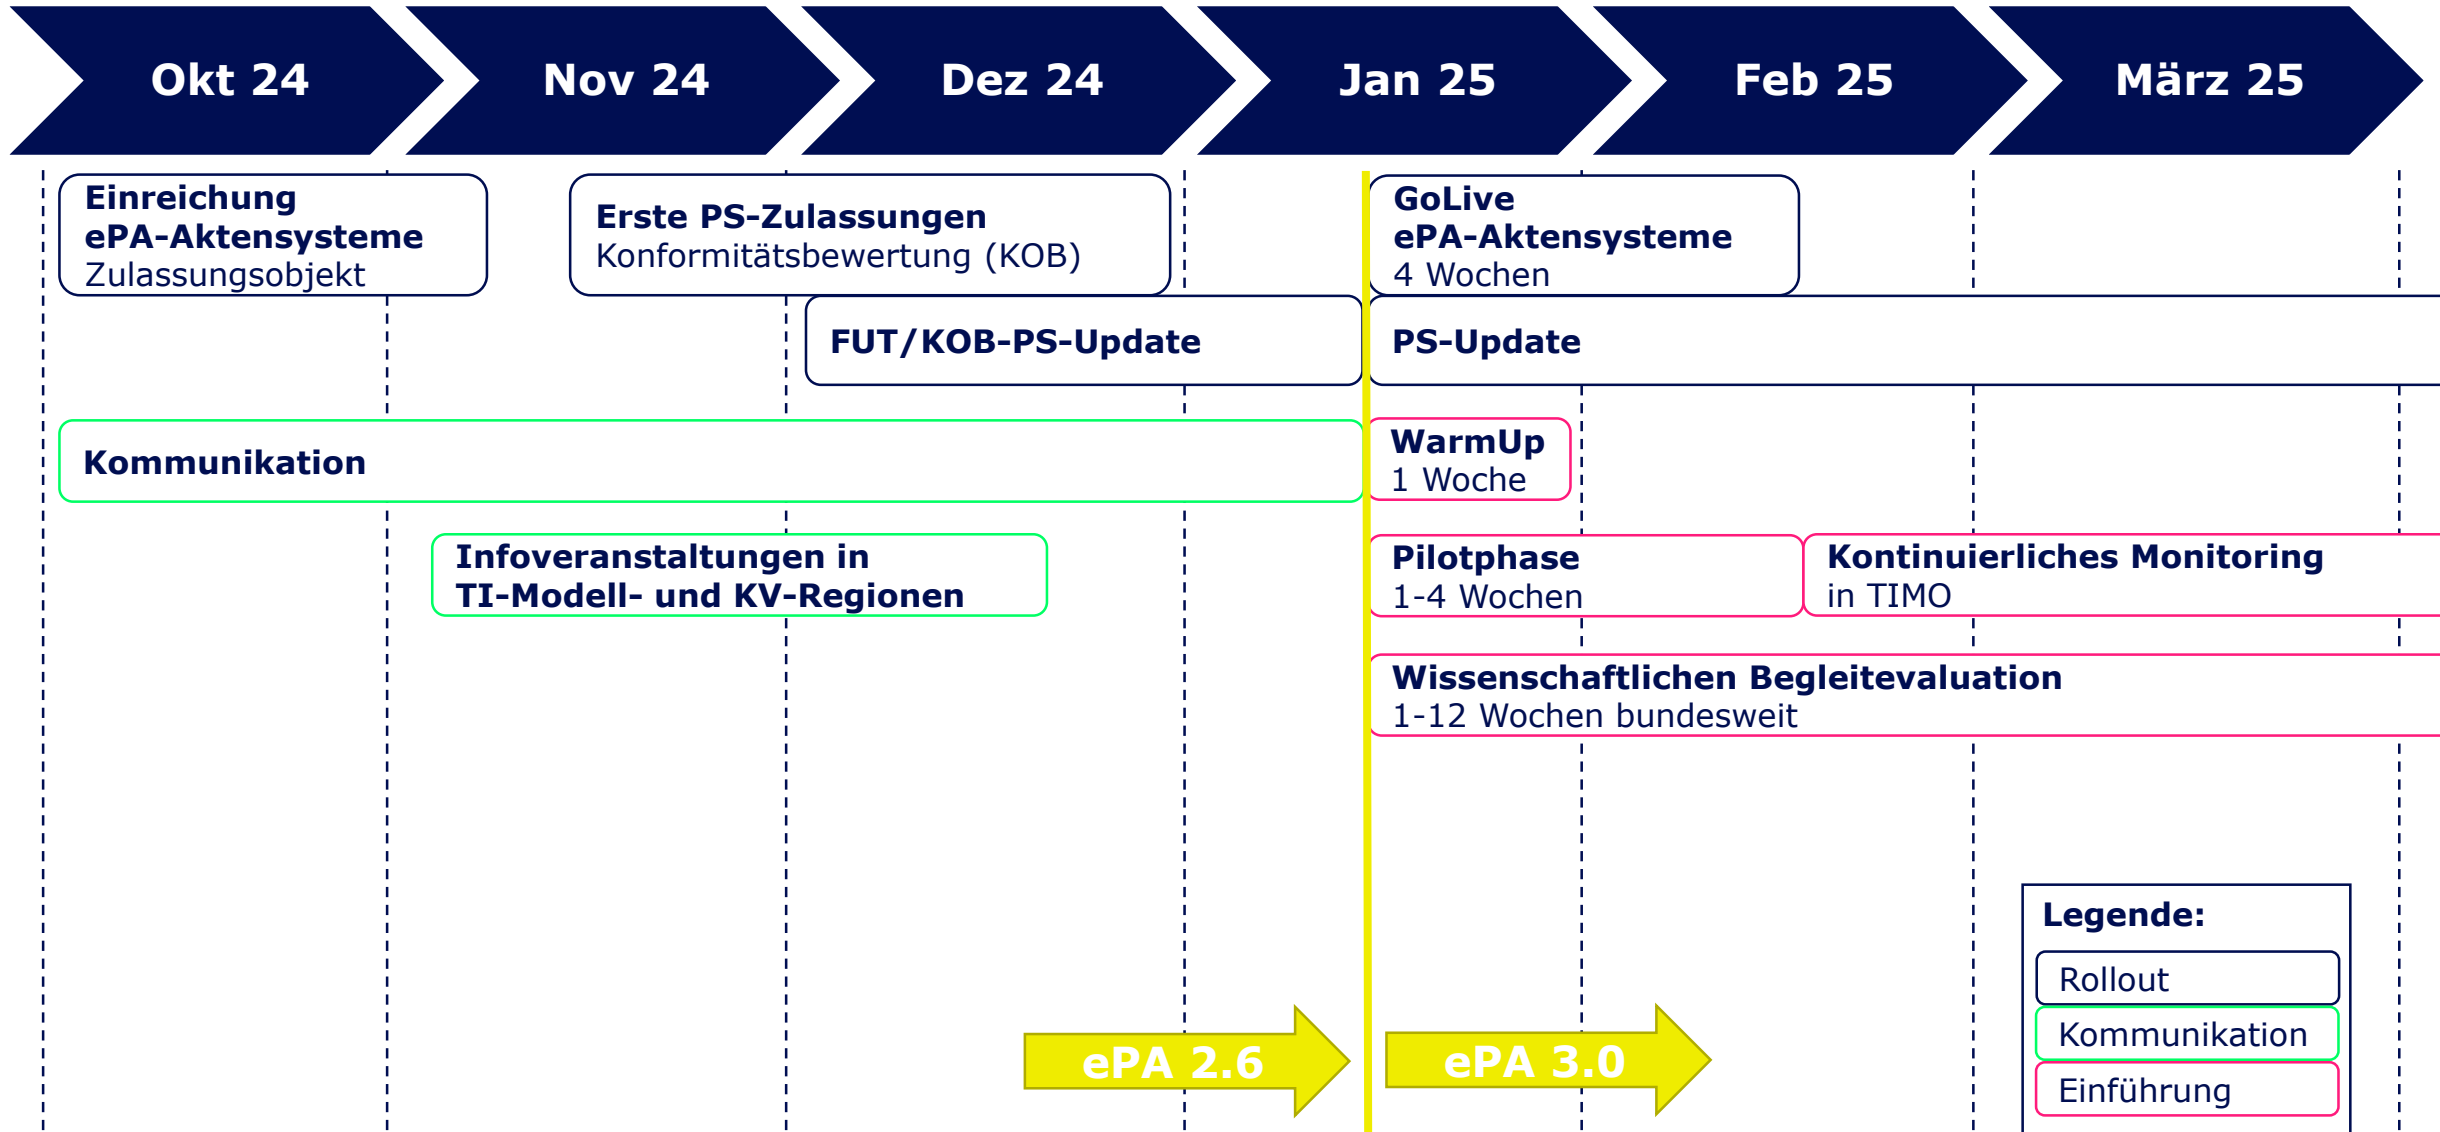 Okt 24
Nov 24
Dez 24
Jan 25
Feb 25
März 25
Einreichung
ePA-Aktensysteme
Zulassungsobjekt
Erste PS-Zulassungen
Konformitätsbewertung (KOB)
GoLive
ePA-Aktensysteme
4 Wochen
FUT/KOB-PS-Update
PS-Update
Kommunikation
WarmUp
1 Woche
Infoveranstaltungen in
TI-Modell- und KV-Regionen
Pilotphase
1-4 Wochen
Kontinuierliches Monitoring
in TIMO
Wissenschaftlichen Begleitevaluation
1-12 Wochen bundesweit
ePA 2.6
ePA 3.0
Legende:
Rollout
Kommunikation
Einführung